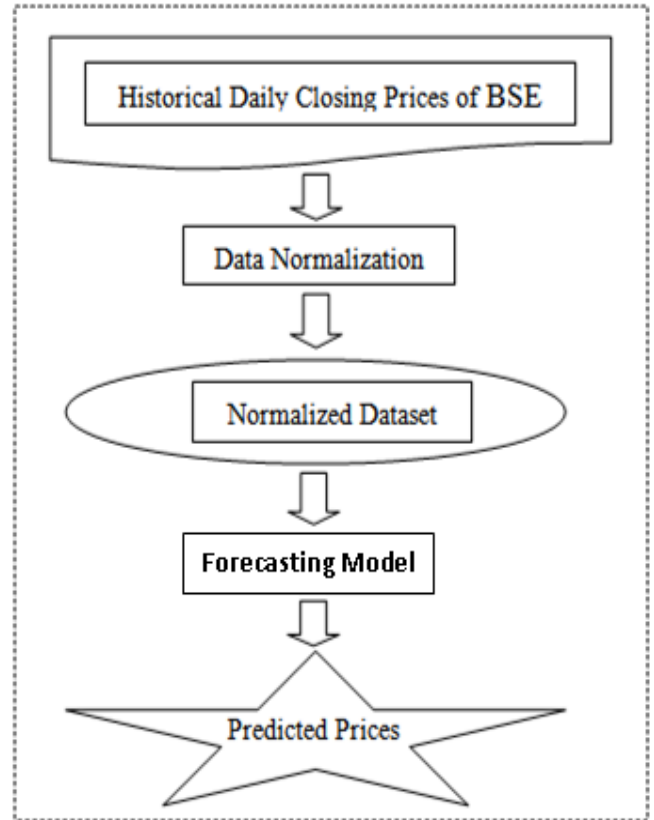 Historical Daily Closing Prices of BSE
Data Normalization
Normalized Dataset
Forecasting Model
Predicted Prices